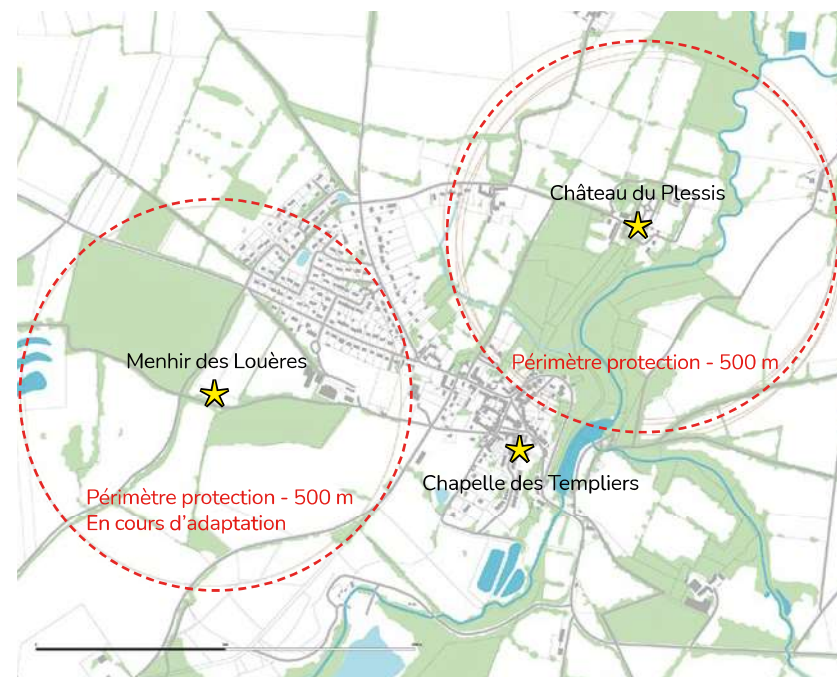 Château du Plessis
Périmètre protection - 500 m
Menhir des Louères
Chapelle des Templiers
Périmètre protection - 500 m
En cours d'adaptation